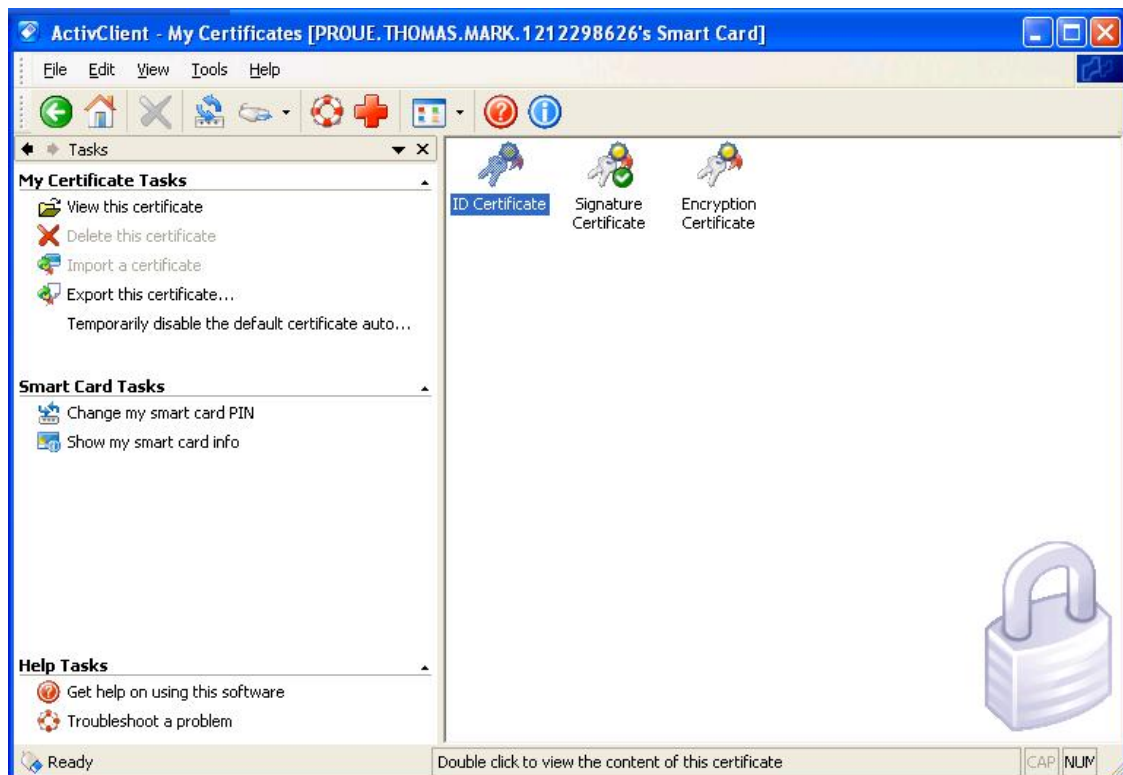 ActivClient - My Certificates [PROUE.THOMAS.MARK.1212298626's Smart Card]
File Edit View Tools Help
Tasks
My Certificate Tasks
View this certificate
Delete this certificate
Import a certificate
Export this certificate...
Temporarily disable the default certificate auto...
Smart Card Tasks
Change my smart card PIN
Show my smart card info
Help Tasks
Get help on using this software
Troubleshoot a problem
ID Certificate
Signature
Certificate
Encryption
Certificate
Ready
Double click to view the content of this certificate
CAP NUM